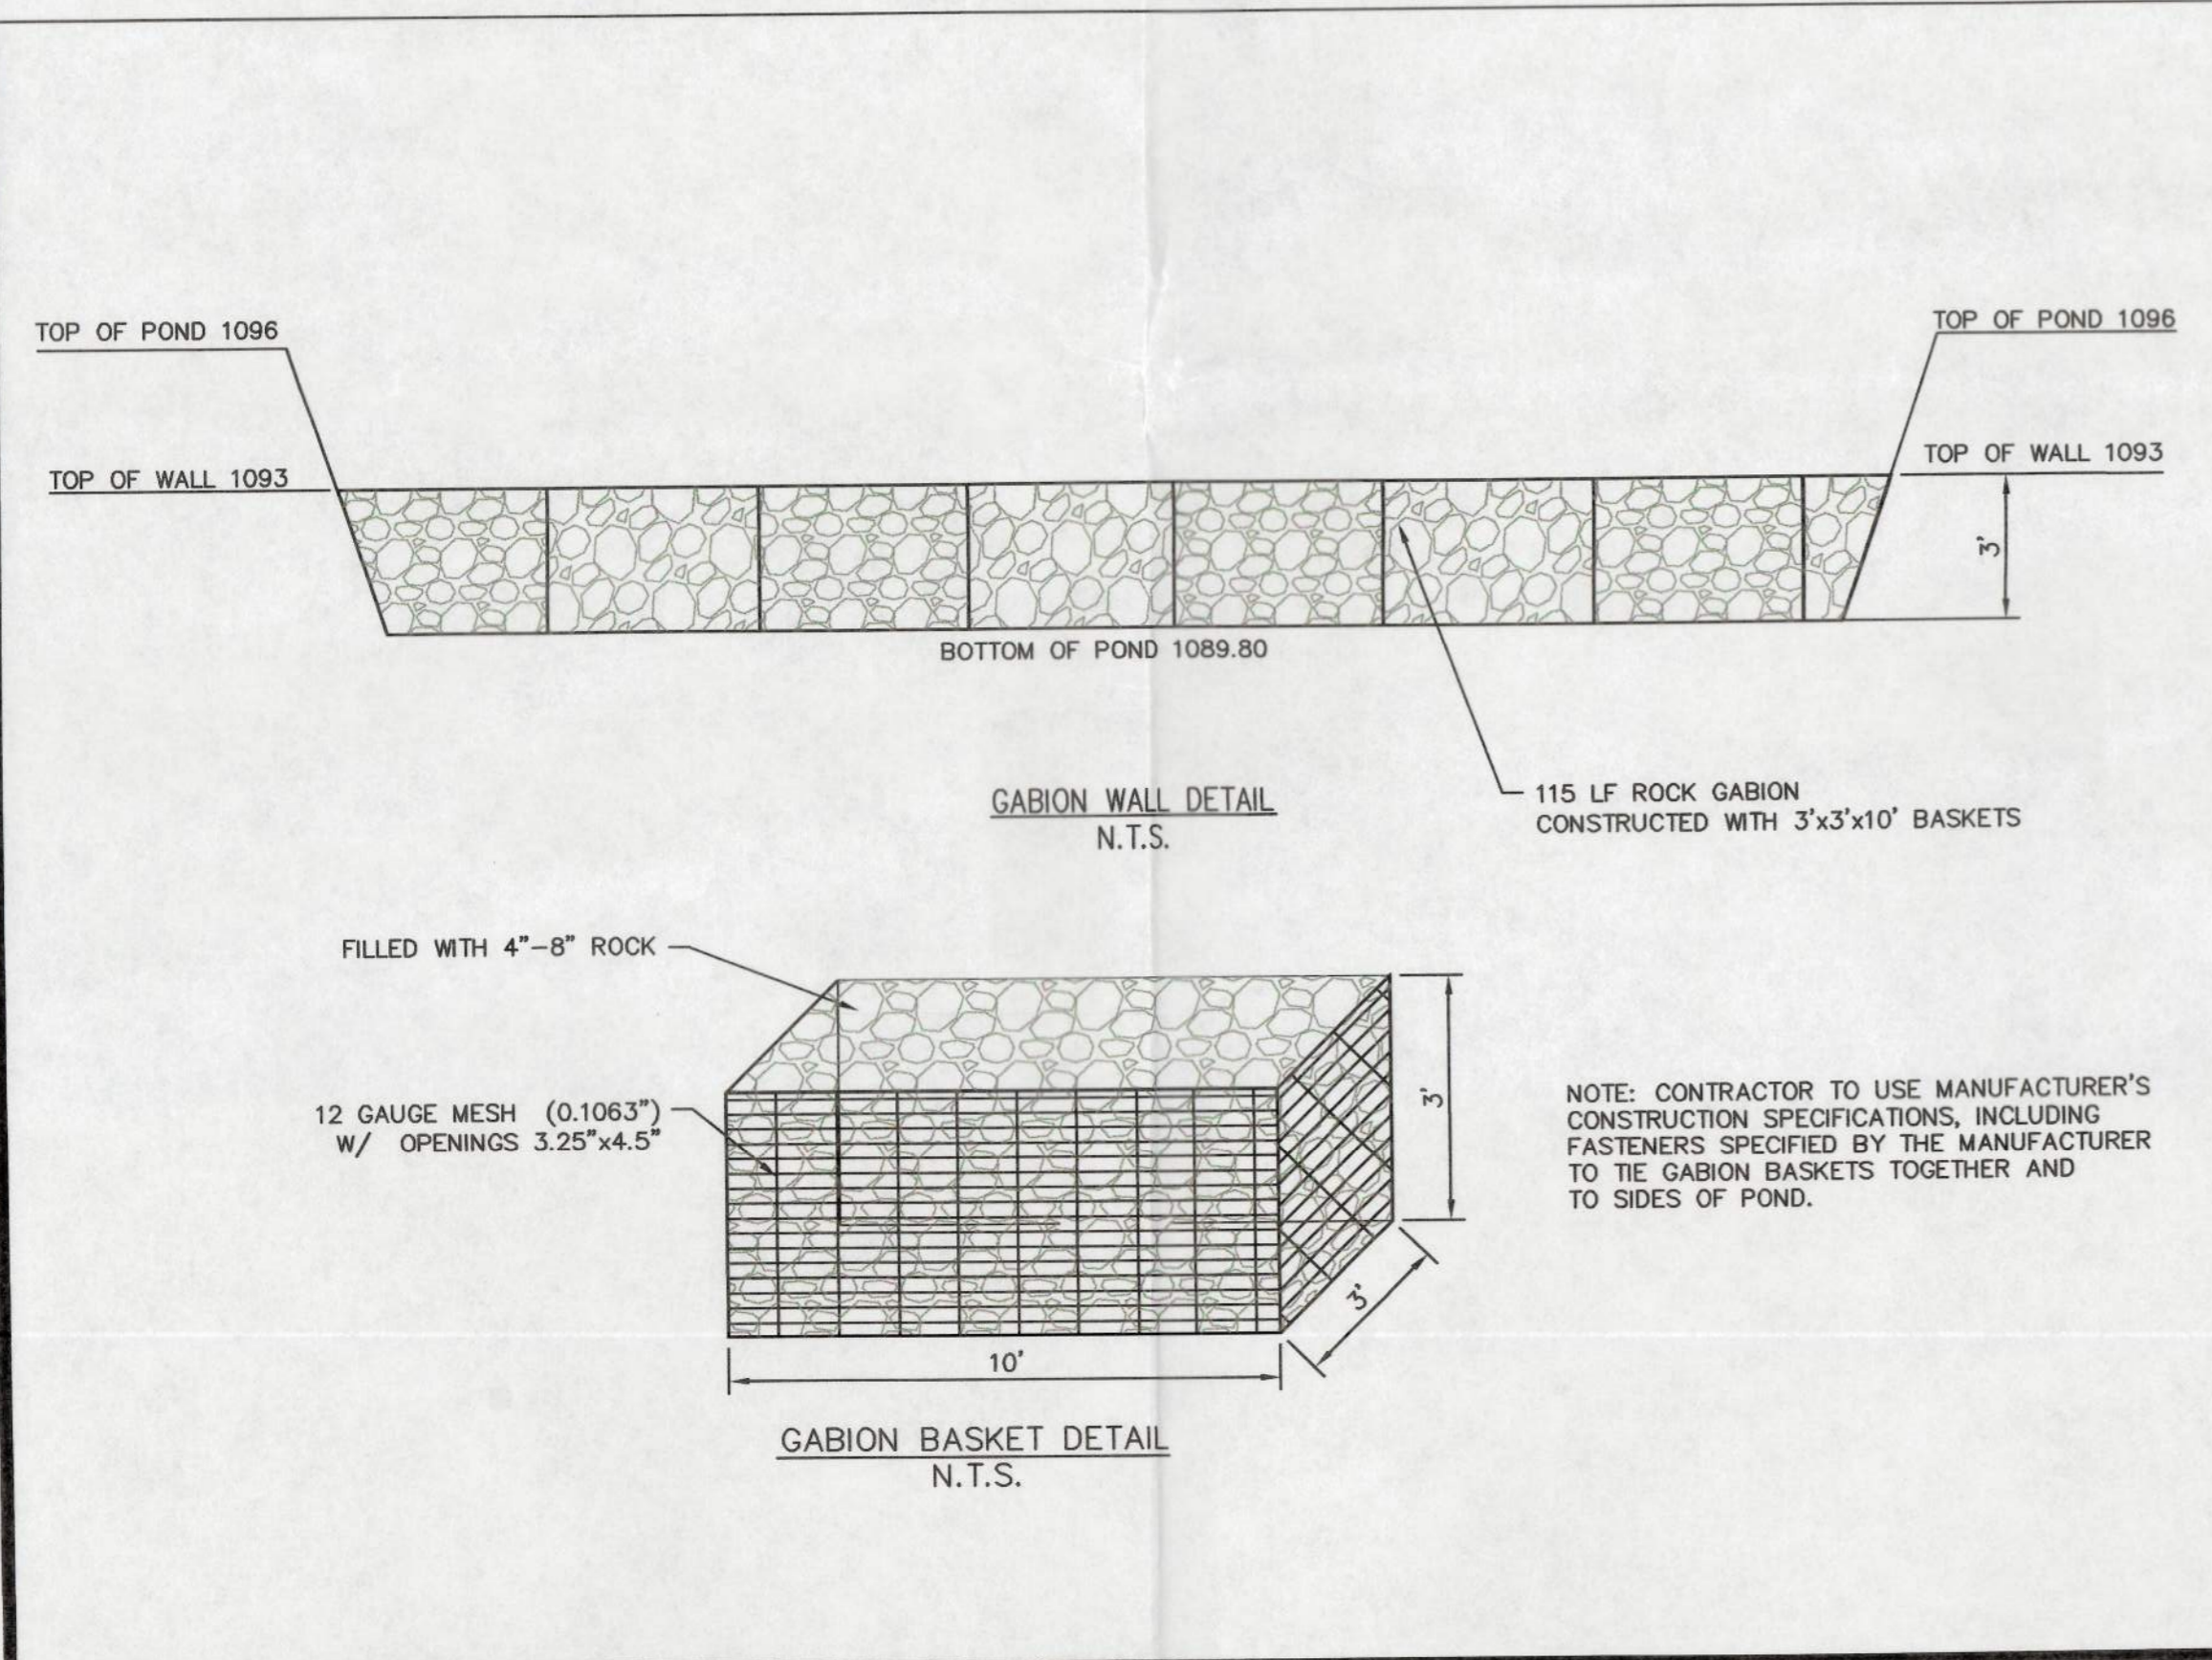 TOP OF POND 1096
TOP OF POND 1096
TOP OF WALL 1093
TOP OF WALL 1093
3'
BOTTOM OF POND 1089.80
GABION WALL DETAIL
N.T.S.
115 LF ROCK GABION
CONSTRUCTED WITH 3'x3'x10' BASKETS
FILLED WITH 4"-8" ROCK
12 GAUGE MESH (0.1063")
W/ OPENINGS 3.25"x4.5"
3'
3'
10'
NOTE: CONTRACTOR TO USE MANUFACTURER'S
CONSTRUCTION SPECIFICATIONS, INCLUDING
FASTENERS SPECIFIED BY THE MANUFACTURER
TO TIE GABION BASKETS TOGETHER AND
TO SIDES OF POND.
GABION BASKET DETAIL
N.T.S.